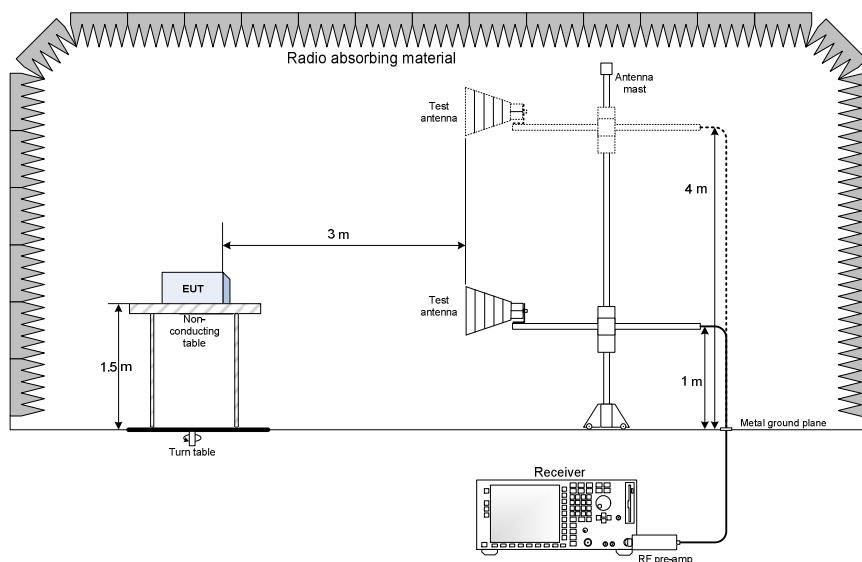 Radio absorbing material
Antenna
mast
Test
antenna
4 m
3 m
EUT
Test
antenna
Non-
conducting
table
1.5 m
1 m
Metal ground plane
Turn table
Receiver
RF pre-amp